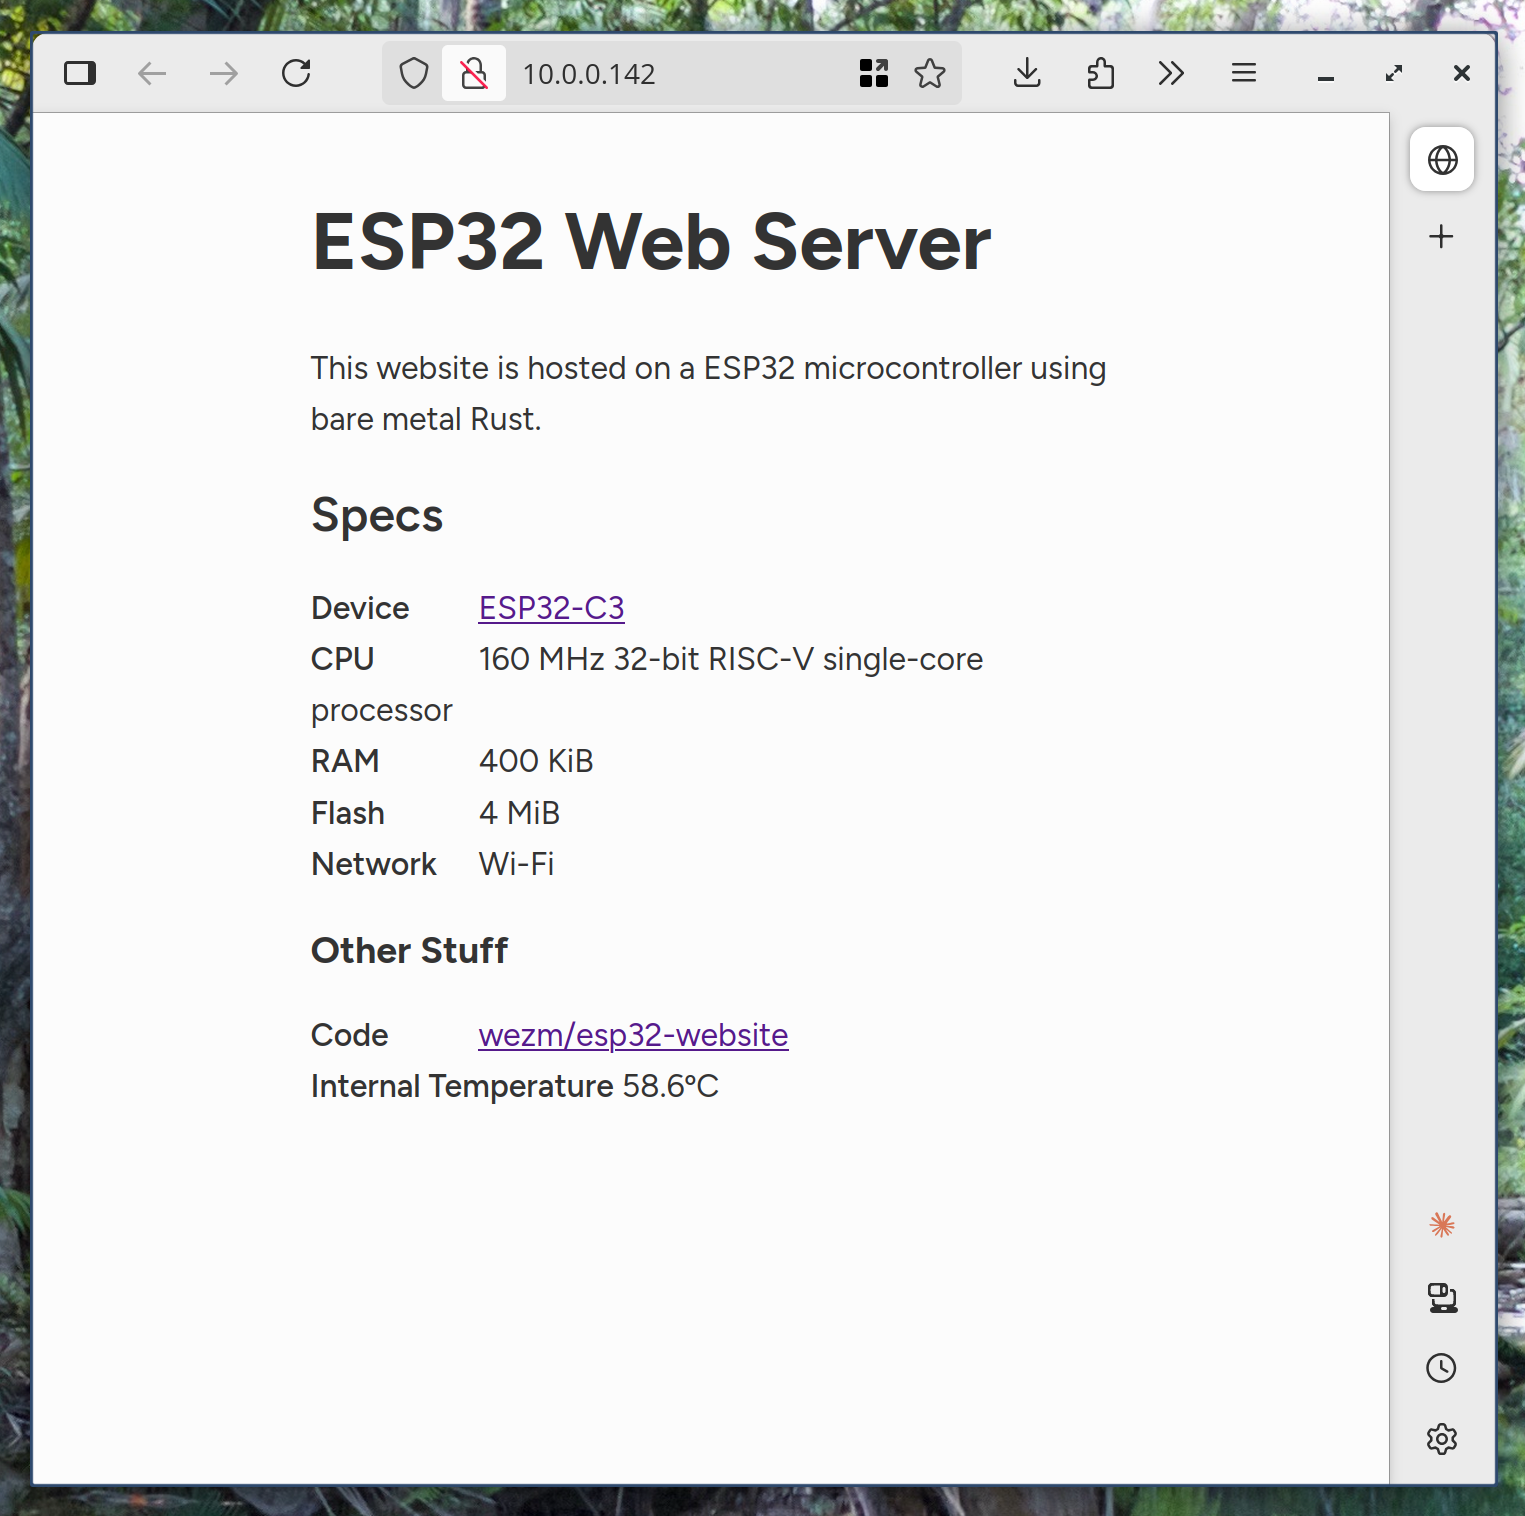 10.0.0.142
ESP32 Web Server
This website is hosted on a ESP32 microcontroller using
bare metal Rust.
Specs
Device ESP32-C3
CPU 160 MHz 32-bit RISC-V single-core
processor
RAM 400 KiB
Flash 4 MiB
Network Wi-Fi
Other Stuff
Code wezm/esp32-website
Internal Temperature 58.6°C